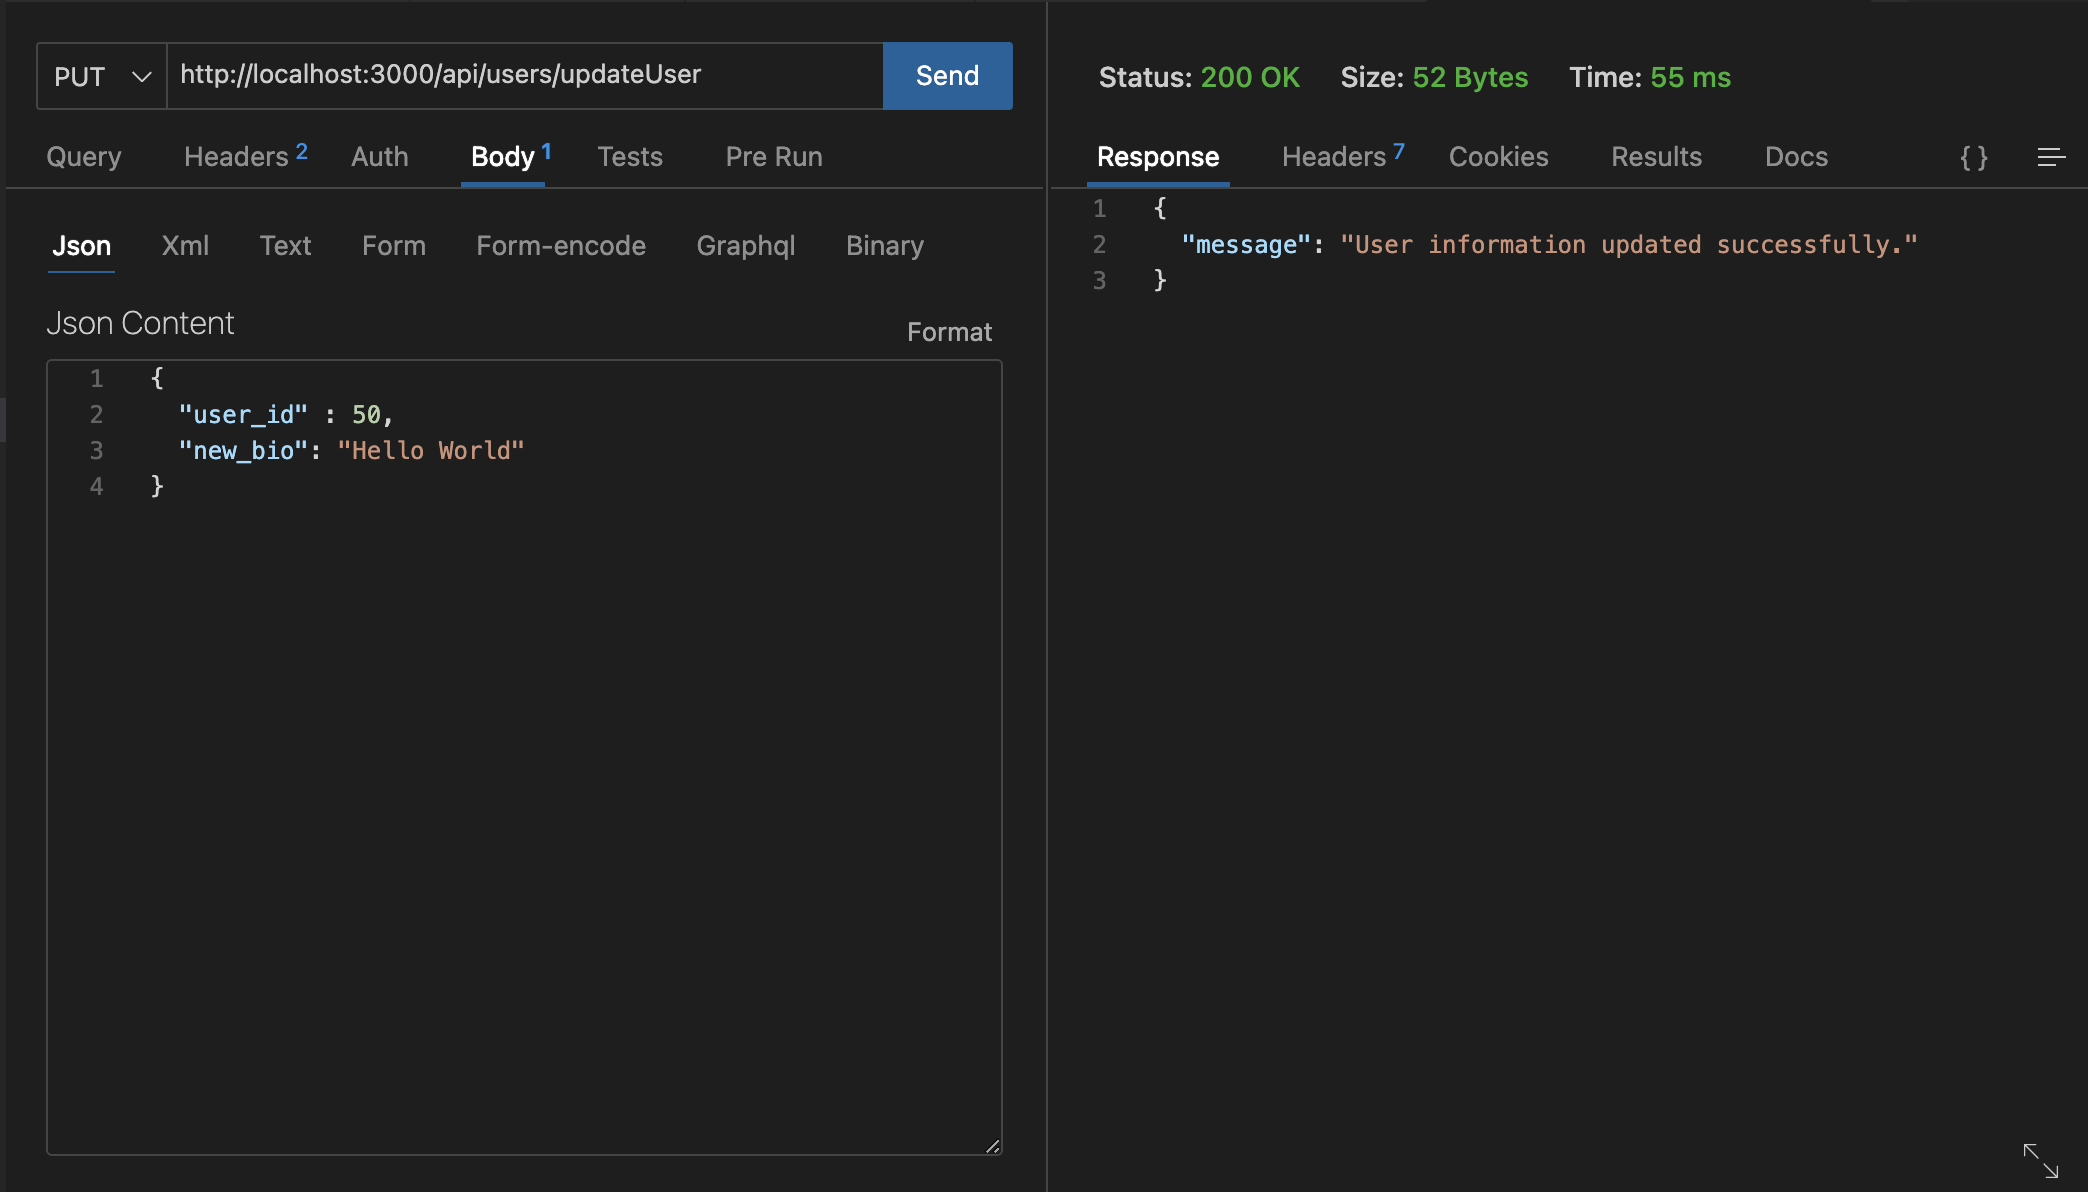 PUT http://localhost:3000/api/users/updateUser Send
Query Headers 2 Auth Body 1 Tests Pre Run
Json Xml Text Form Form-encode Graphql Binary
Json Content
Format
1 {
2 "user_id" : 50,
3 "new_bio": "Hello World"
4 }
Status: 200 OK Size: 52 Bytes Time: 55 ms
Response Headers 7 Cookies Results Docs {}
1 {
2 "message": "User information updated successfully."
3 }